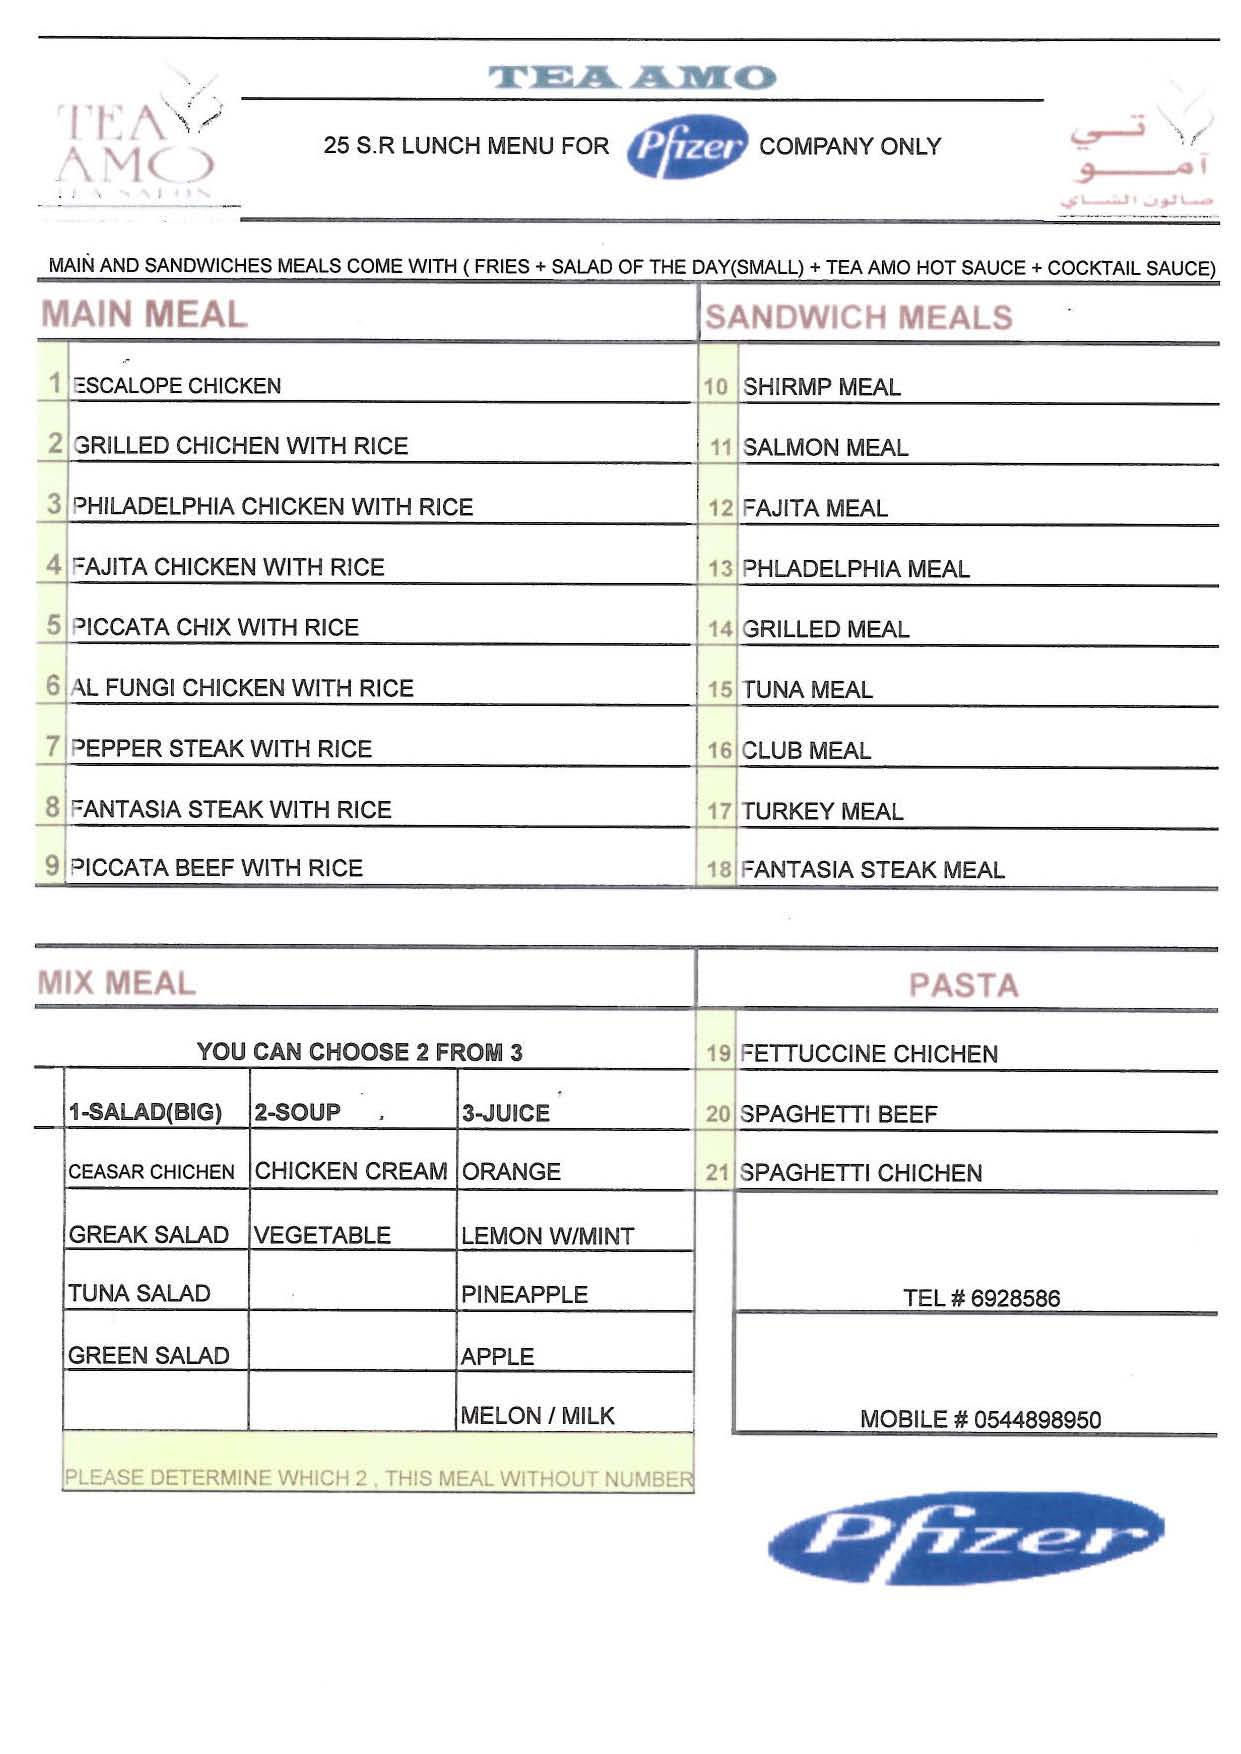 TEA AMO
TEA AMO
TEA SALON
25 S.R LUNCH MENU FOR Pfizer COMPANY ONLY
تي
آمو
صالون الشاي
MAIN AND SANDWICHES MEALS COME WITH ( FRIES + SALAD OF THE DAY(SMALL) + TEA AMO HOT SAUCE + COCKTAIL SAUCE)
MAIN MEAL
1 ESCALOPE CHICKEN
2 GRILLED CHICHEN WITH RICE
3 PHILADELPHIA CHICKEN WITH RICE
4 FAJITA CHICKEN WITH RICE
5 PICCATA CHIX WITH RICE
6 AL FUNGI CHICKEN WITH RICE
7 PEPPER STEAK WITH RICE
8 FANTASIA STEAK WITH RICE
9 PICCATA BEEF WITH RICE
SANDWICH MEALS
10 SHIRMP MEAL
11 SALMON MEAL
12 FAJITA MEAL
13 PHLADELPHIA MEAL
14 GRILLED MEAL
15 TUNA MEAL
16 CLUB MEAL
17 TURKEY MEAL
18 FANTASIA STEAK MEAL
MIX MEAL
YOU CAN CHOOSE 2 FROM 3
1-SALAD(BIG) 2-SOUP 3-JUICE
CEASAR CHICHEN CHICKEN CREAM ORANGE
GREAK SALAD VEGETABLE LEMON W/MINT
TUNA SALAD PINEAPPLE
GREEN SALAD APPLE
MELON / MILK
PLEASE DETERMINE WHICH 2 , THIS MEAL WITHOUT NUMBER
PASTA
19 FETTUCCINE CHICHEN
20 SPAGHETTI BEEF
21 SPAGHETTI CHICHEN
TEL # 6928586
MOBILE # 0544898950
Pfizer